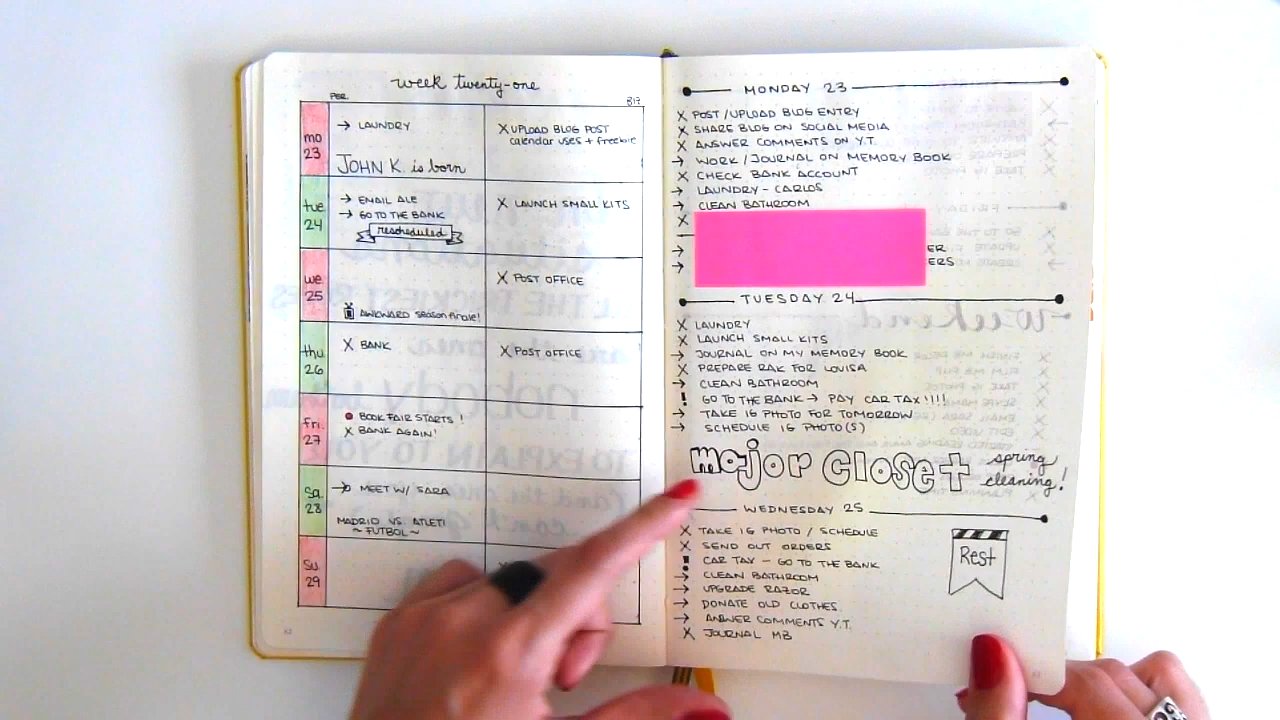 week twenty-one
PER. BIZ
mo 23
→ LAUNDRY
JOHN K. is born
X UPLOAD BLOG POST
calendar uses + freebie
tue 24
→ EMAIL ALE
→ GO TO THE BANK
rescheduled
X LAUNCH SMALL KITS
we 25
AWKWARD season finale!
X POST OFFICE
thu 26
X BANK
X POST OFFICE
Fri. 27
BOOK FAIR STARTS!
X BANK AGAIN!
Sa. 28
→ MEET W/ SARA
MADRID VS. ATLETI
~ FUTBOL ~
Su. 29
MONDAY 23
X POST / UPLOAD BLOG ENTRY
X SHARE BLOG ON SOCIAL MEDIA
X ANSWER COMMENTS ON Y.T.
→ WORK / JOURNAL ON MEMORY BOOK
X CHECK BANK ACCOUNT
→ LAUNDRY - CARLOS
→ CLEAN BATHROOM
X
→ ER
→ ERS
TUESDAY 24
X LAUNDRY
X LAUNCH SMALL KITS
→ JOURNAL ON MY MEMORY BOOK
X PREPARE RAK FOR LOUISA
→ CLEAN BATHROOM
! GO TO THE BANK → PAY CAR TAX!!!!
→ TAKE IG PHOTO FOR TOMORROW
→ SCHEDULE IG PHOTO(S)
major closet spring cleaning!
WEDNESDAY 25
X TAKE IG PHOTO / SCHEDULE
X SEND OUT ORDERS
! CAR TAX - GO TO THE BANK
→ CLEAN BATHROOM
→ UPGRADE RAZOR
→ DONATE OLD CLOTHES.
→ ANSWER COMMENTS Y.T.
X JOURNAL MB
Rest